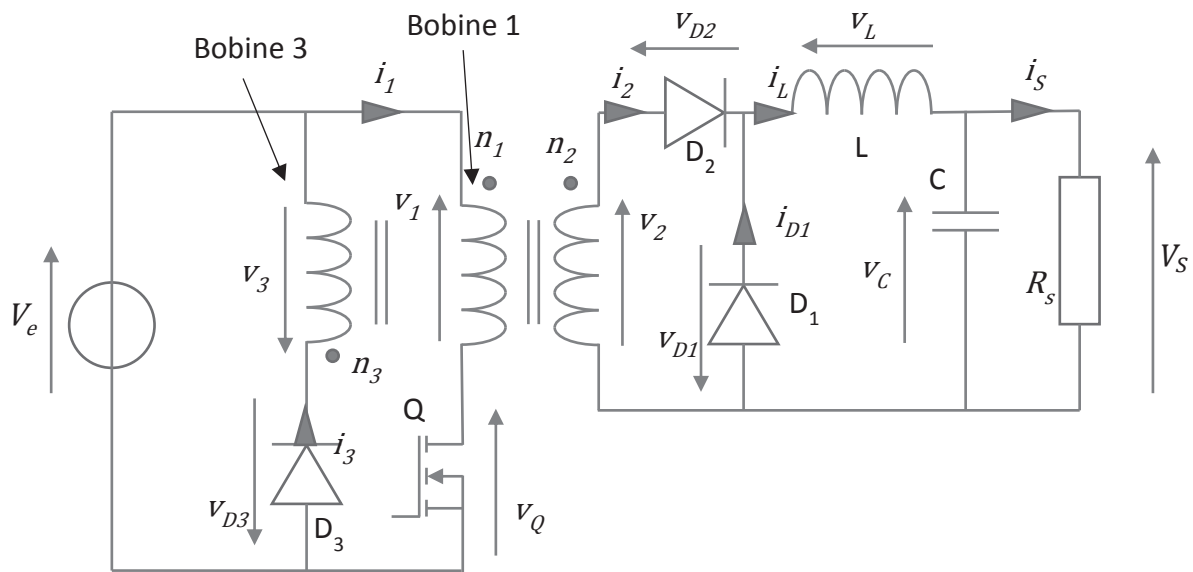 Bobine 3
Bobine 1
i1
n1
n2
i2
vD2
D2
iL
vL
L
iS
C
v3
v1
v2
iD1
vD1
D1
vC
Rs
VS
Ve
n3
i3
vD3
D3
Q
vQ